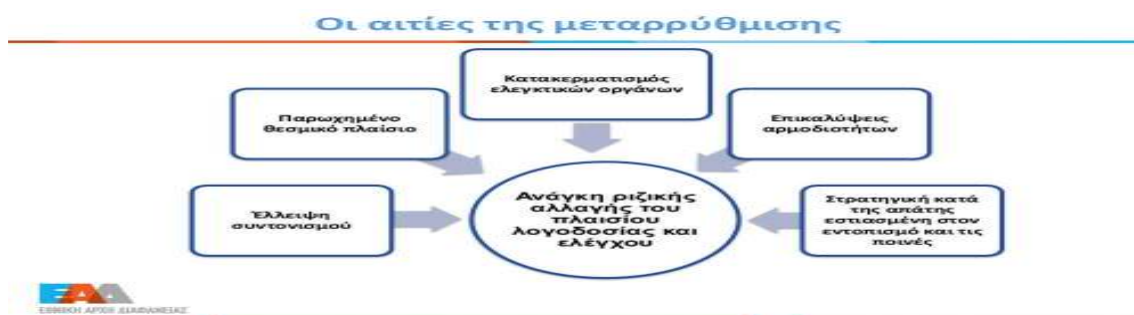 Οι αιτίες της μεταρρύθμισης
Κατακερματισμός
ελεγκτικών οργάνων
Παρωχημένο
θεσμικό πλαίσιο
Επικαλύψεις
αρμοδιοτήτων
Έλλειψη
συντονισμού
Ανάγκη ριζικής
αλλαγής του
πλαισίου
λογοδοσίας και
ελέγχου
Στρατηγική κατά
της απάτης
εστιασμένη στον
εντοπισμό και τις
ποινές
ΕΑΔ
ΕΘΝΙΚΗ ΑΡΧΗ ΔΙΑΦΑΝΕΙΑΣ